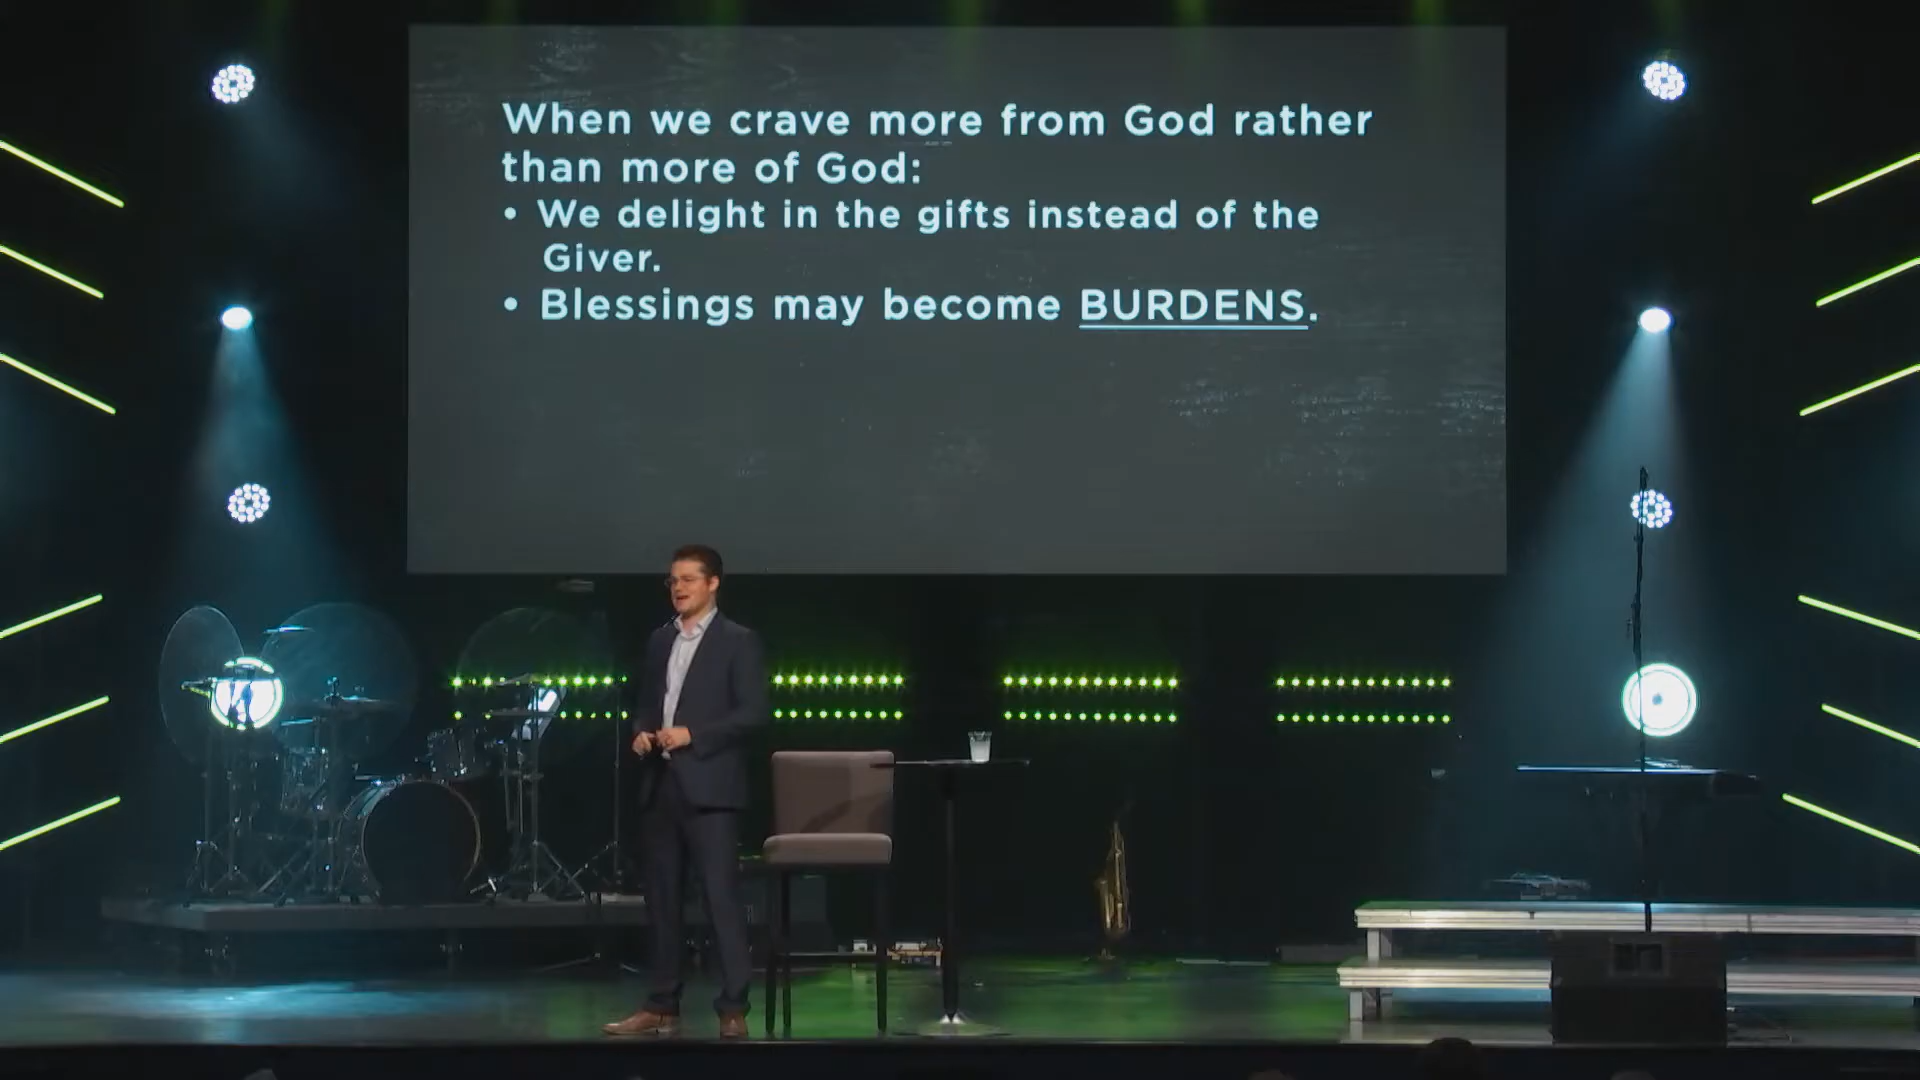 When we crave more from God rather
than more of God:
• We delight in the gifts instead of the
Giver.
• Blessings may become BURDENS.